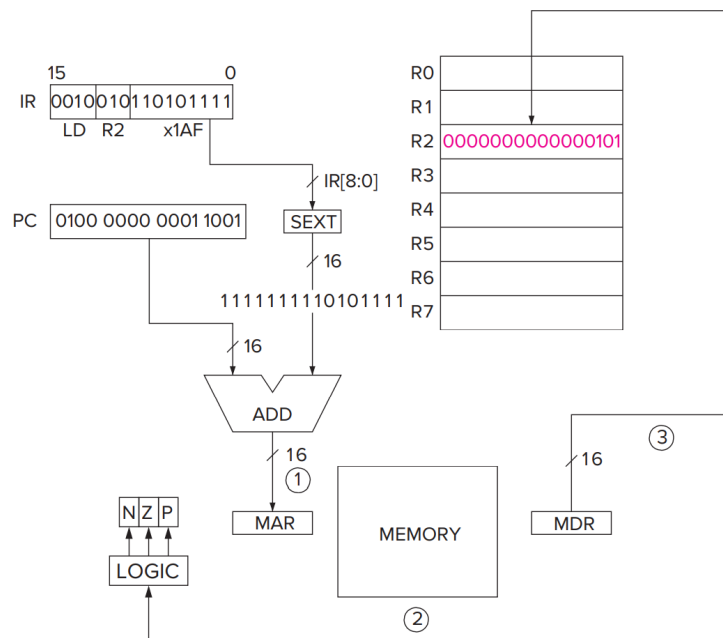 15 0
IR 0010 010 110101111
LD R2 x1AF
IR[8:0]
PC 0100 0000 0001 1001
SEXT
16
1111111110101111
16
ADD
16
1
MAR
N Z P
LOGIC
R0
R1
R2 0000000000000101
R3
R4
R5
R6
R7
MEMORY
2
3
16
MDR